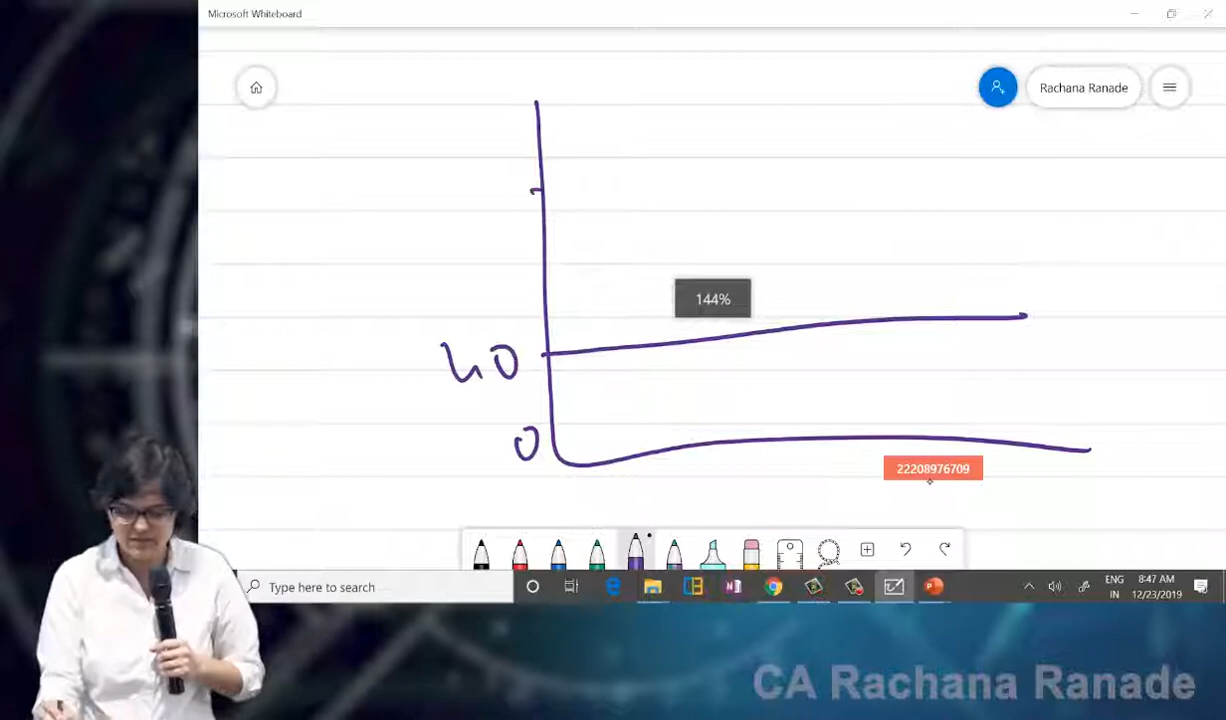 Microsoft Whiteboard
Rachana Ranade
144%
40
0
22208976709
Type here to search
ENG
IN
8:47 AM
12/23/2019
CA Rachana Ranade